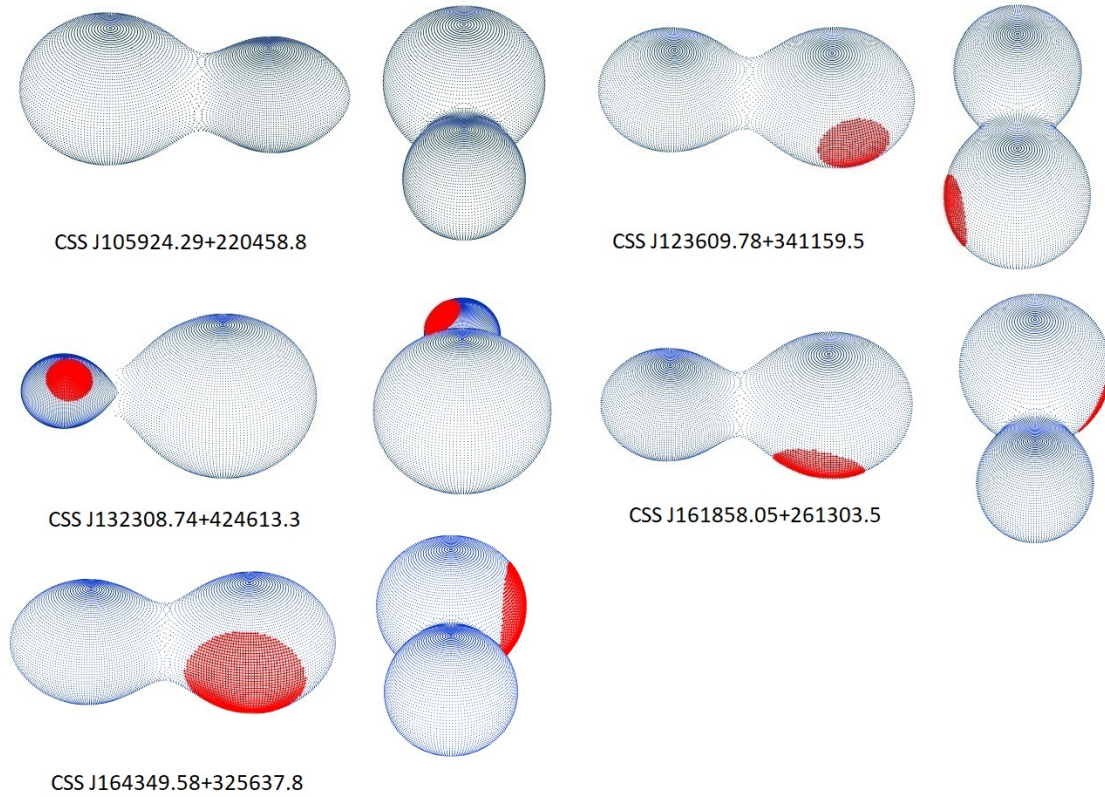 CSS J105924.29+220458.8
CSS J123609.78+341159.5
CSS J132308.74+424613.3
CSS J161858.05+261303.5
CSS J164349.58+325637.8